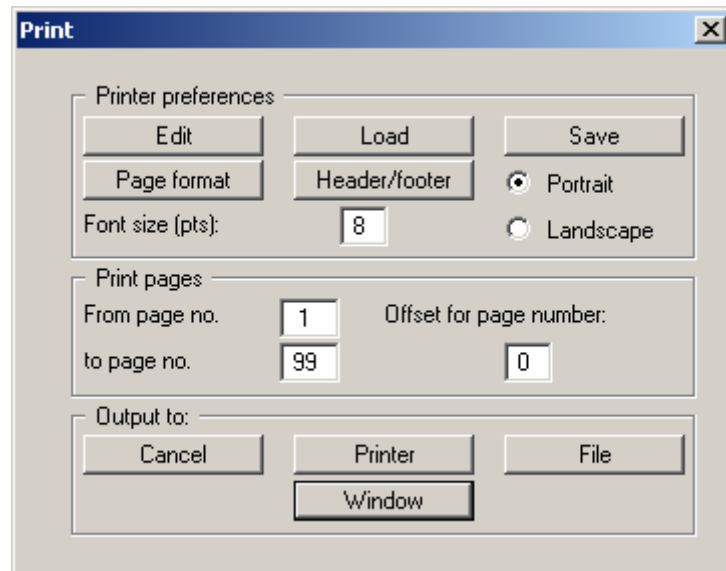 Print
Printer preferences
Edit Load Save
Page format Header/footer Portrait
Font size (pts): 8 Landscape
Print pages
From page no. 1 Offset for page number:
to page no. 99 0
Output to:
Cancel Printer File
Window